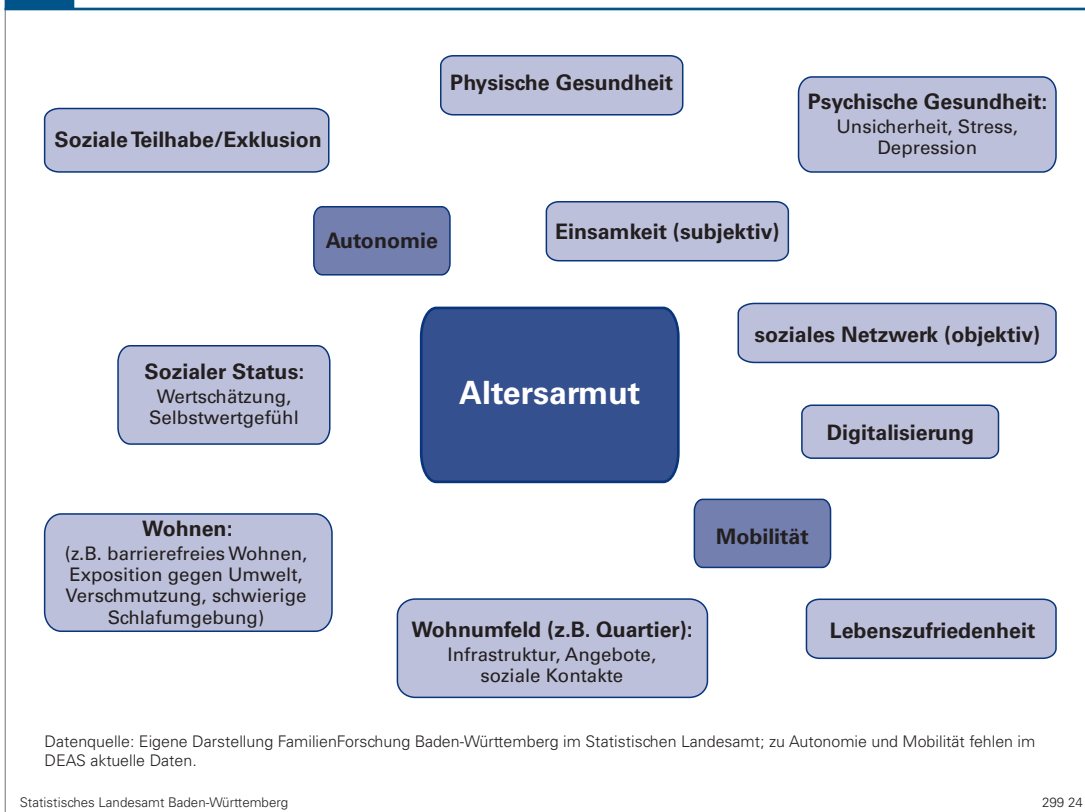 Physische Gesundheit
Psychische Gesundheit:
Unsicherheit, Stress,
Depression
Soziale Teilhabe/Exklusion
Autonomie
Einsamkeit (subjektiv)
soziales Netzwerk (objektiv)
Altersarmut
Sozialer Status:
Wertschätzung,
Selbstwertgefühl
Digitalisierung
Wohnen:
(z.B. barrierefreies Wohnen,
Exposition gegen Umwelt,
Verschmutzung, schwierige
Schlafumgebung)
Mobilität
Wohnumfeld (z.B. Quartier):
Infrastruktur, Angebote,
soziale Kontakte
Lebenszufriedenheit
Datenquelle: Eigene Darstellung FamilienForschung Baden-Württemberg im Statistischen Landesamt; zu Autonomie und Mobilität fehlen im
DEAS aktuelle Daten.
Statistisches Landesamt Baden-Württemberg 299 24